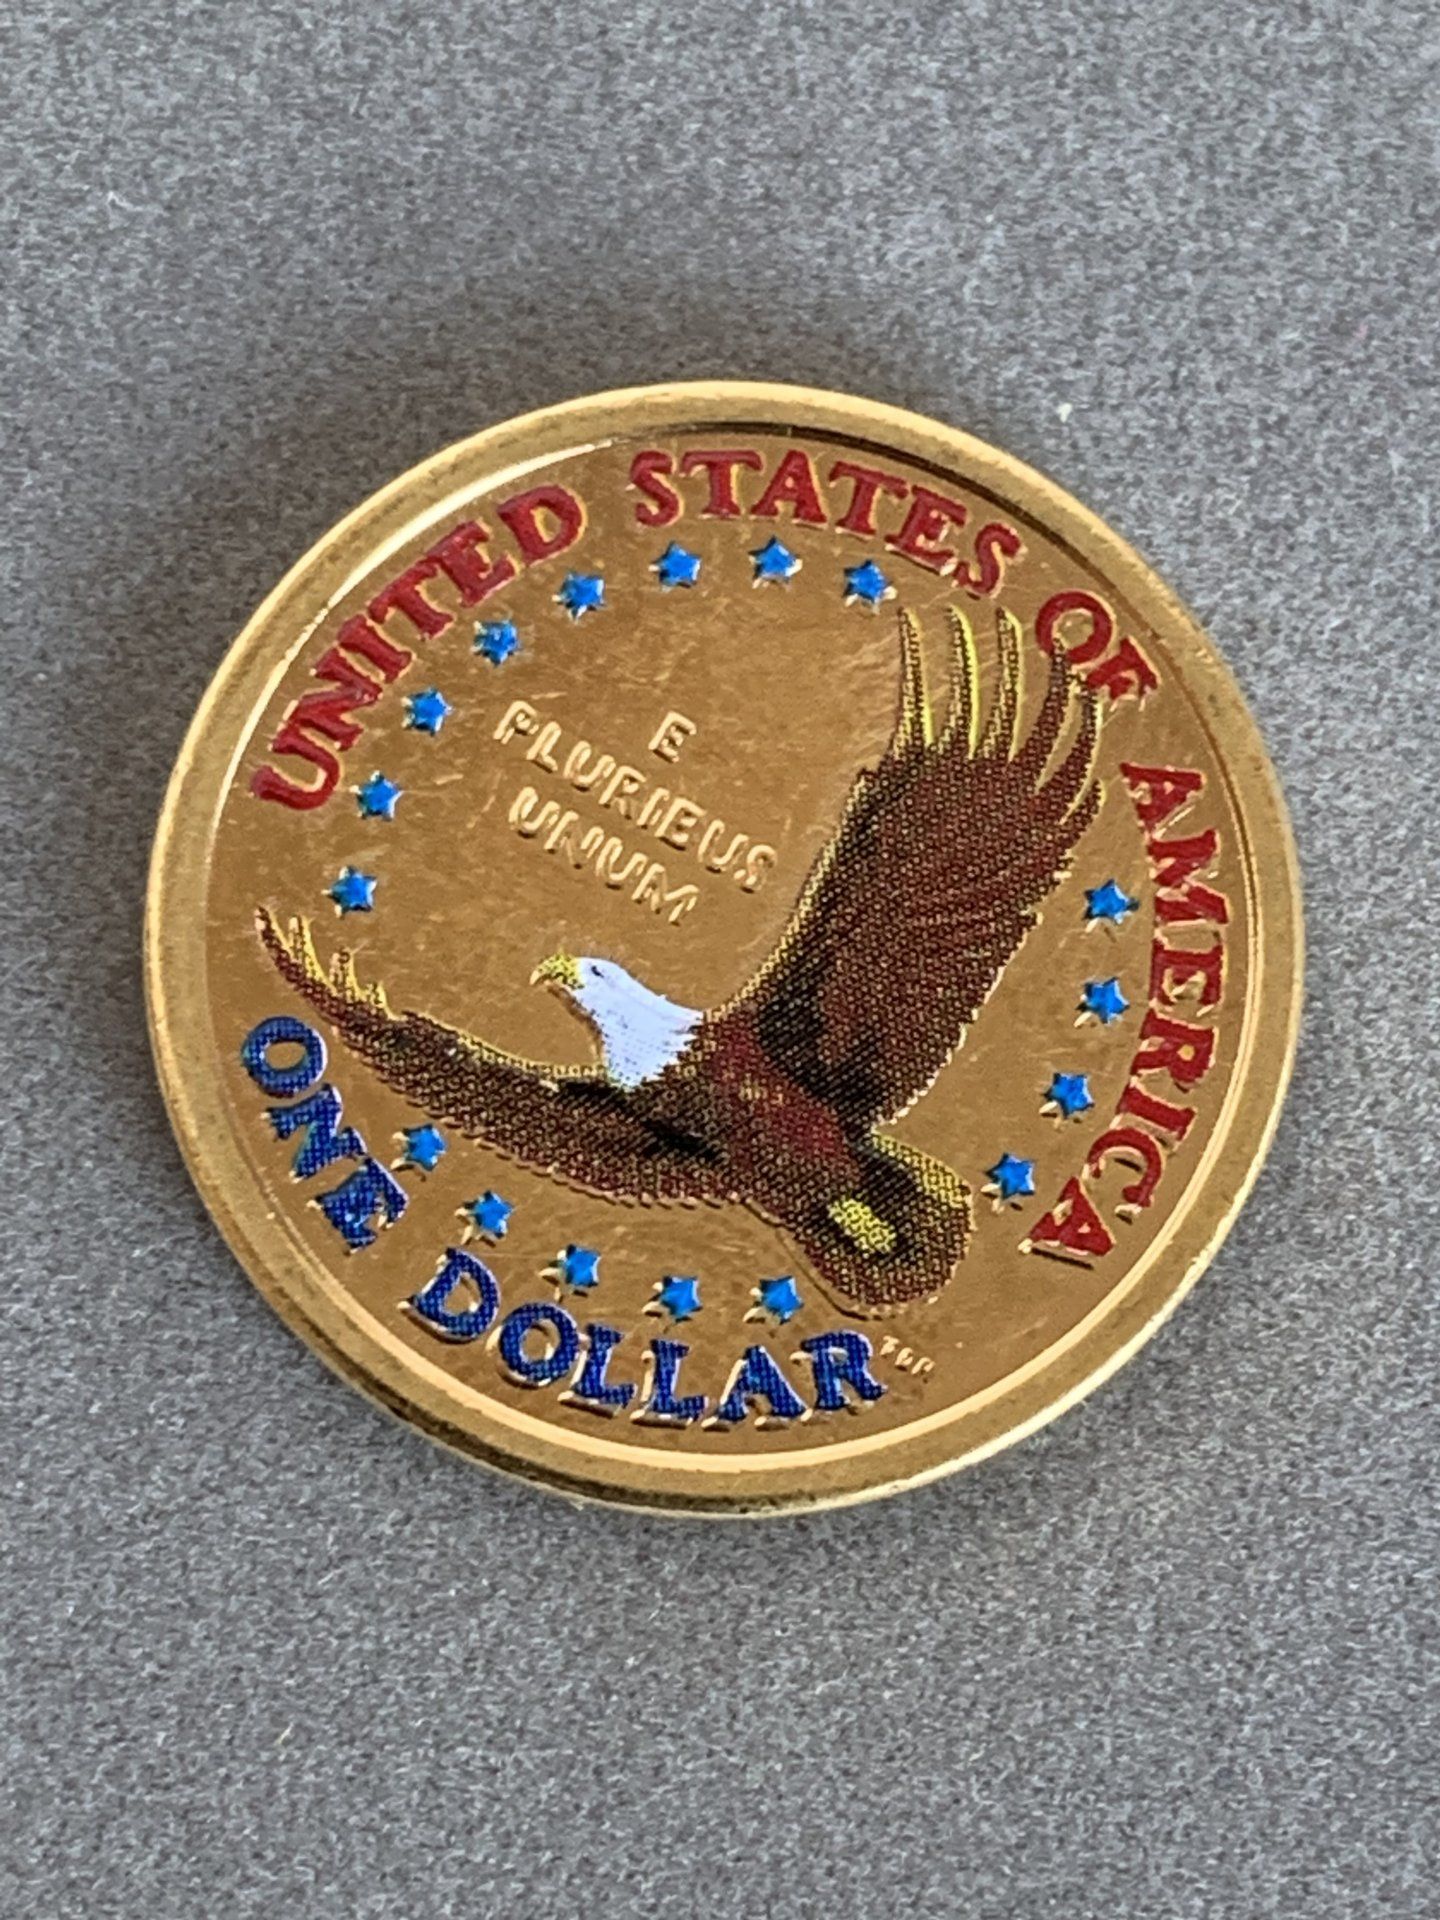 UNITED STATES OF AMERICA
E
PLURIBUS
UNUM
ONE DOLLAR